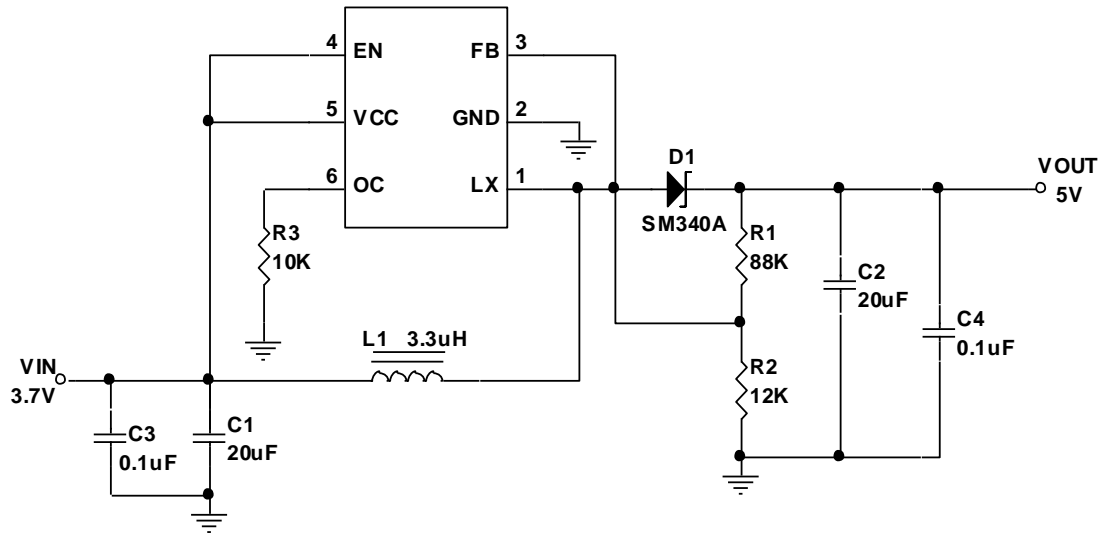 4 EN FB 3
5 VCC GND 2
6 OC LX 1
D1
SM340A
VOUT
5V
R3
10K
R1
88K
C2
20uF
C4
0.1uF
L1 3.3uH
VIN
3.7V
R2
12K
C3
0.1uF
C1
20uF